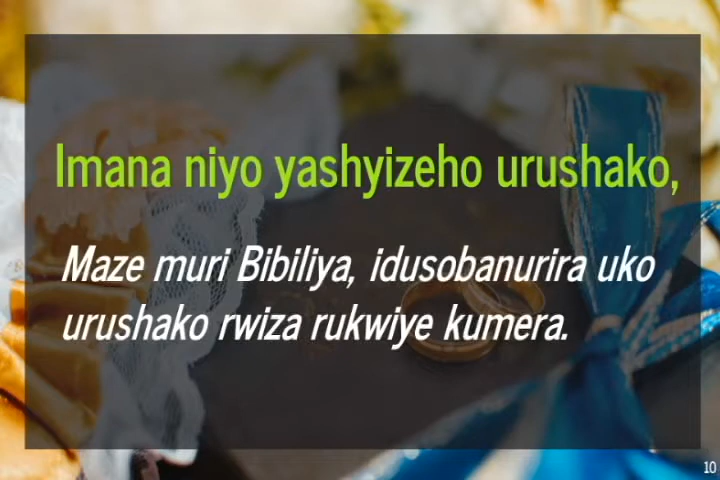 Imana niyo yashyizeho urushako,
Maze muri Bibiliya, idusobanurira uko
urushako rwiza rukwiye kumera.
10